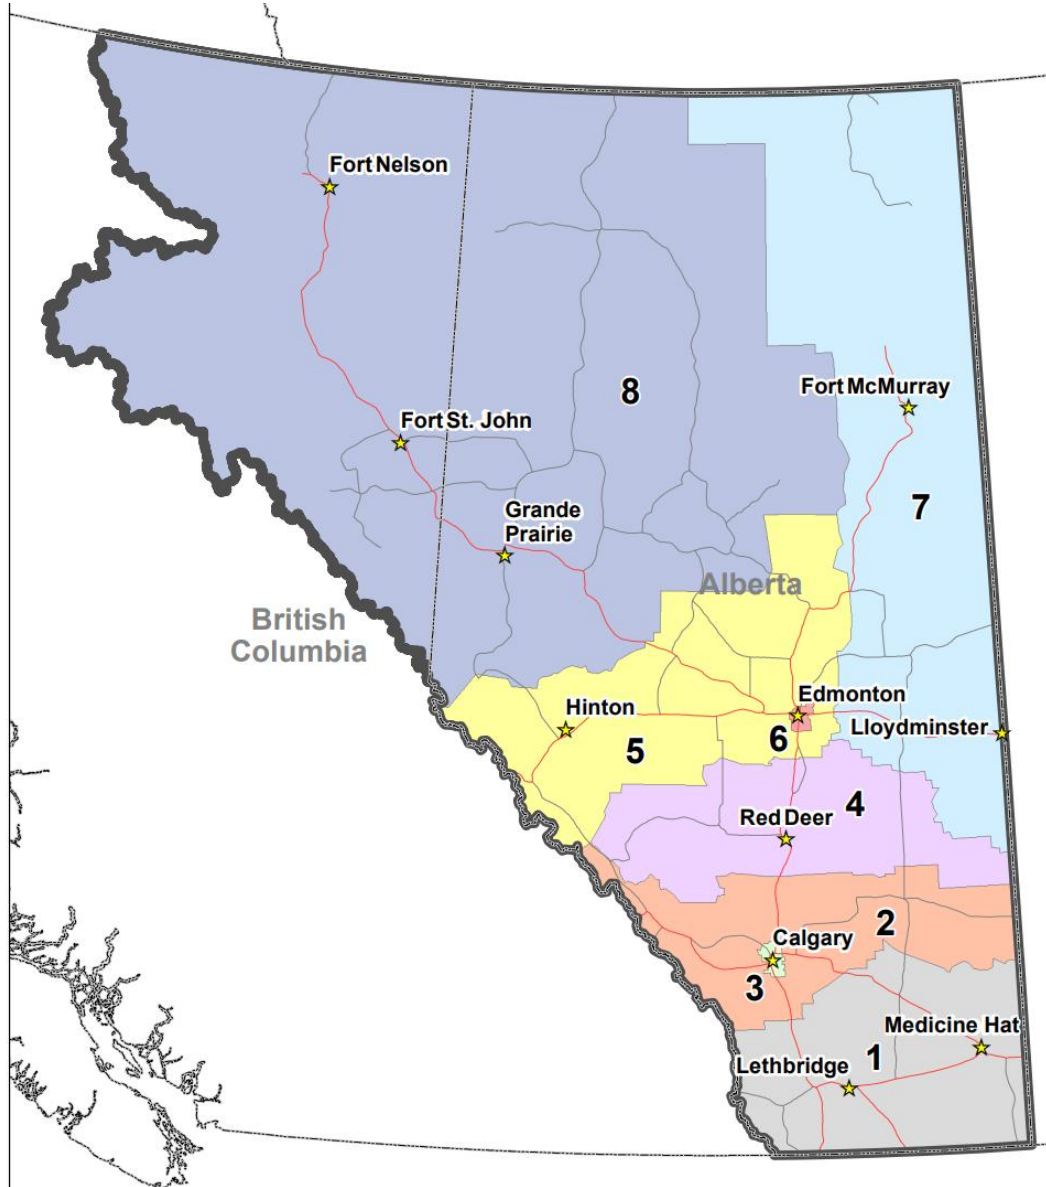 Fort Nelson
8
Fort McMurray
Fort St. John
7
Grande
Prairie
Alberta
British
Columbia
Edmonton
Hinton
Lloydminster
6
5
4
Red Deer
2
Calgary
3
Medicine Hat
1
Lethbridge